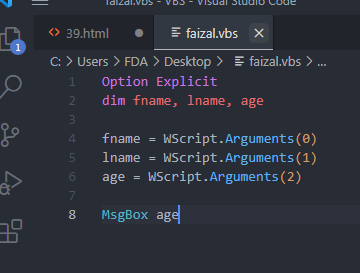 faizal.vbs - VBS - Visual Studio Code
39.html
faizal.vbs
C: > Users > FDA > Desktop > faizal.vbs > ...
1 Option Explicit
2 dim fname, lname, age
3
4 fname = WScript.Arguments(0)
5 lname = WScript.Arguments(1)
6 age = WScript.Arguments(2)
7
8 MsgBox age
1